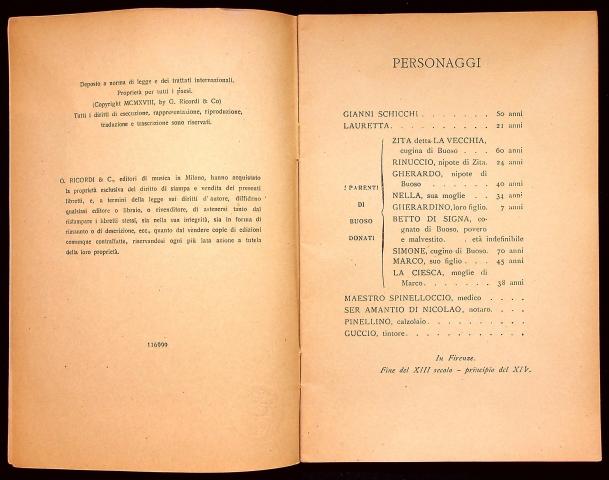 Deposto a norma di legge e dei trattati internazionali.
Proprietà per tutti i paesi.
(Copyright MCMXVIII, by G. Ricordi & Co)
Tutti i diritti di esecuzione, rappresentazione, riproduzione,
traduzione e trascrizione sono riservati.
G. RICORDI & C., editori di musica in Milano, hanno acquistato
la proprietà esclusiva del diritto di stampa e vendita dei presenti
libretti, e, a termini della legge sui diritti d'autore, diffidano
qualsiasi editore o libraio, o rivenditore, di astenersi tanto dal
ristampare i libretti stessi, sia nella sua integrità, sia in forma di
riassunto o di descrizione, ecc., quanto dal vendere copie di edizioni
comunque contraffatte, riservandosi ogni più lata azione a tutela
della loro proprietà.
116999
PERSONAGGI
GIANNI SCHICCHI . . . . . . . 50 anni
LAURETTA. . . . . . . . . . 21 anni
I PARENTI
DI
BUOSO
DONATI
ZITA detta LA VECCHIA,
cugina di Buoso . . . 60 anni
RINUCCIO, nipote di Zita. 24 anni
GHERARDO, nipote di
Buoso . . . . . . . 40 anni
NELLA, sua moglie . . 34 anni
GHERARDINO, loro figlio. 7 anni
BETTO DI SIGNA, co-
gnato di Buoso, povero
e malvestito. . . età indefinibile
SIMONE, cugino di Buoso. 70 anni
MARCO, suo figlio . . . 45 anni
LA CIESCA, moglie di
Marco. . . . . . . 38 anni
MAESTRO SPINELLOCCIO, medico . . . .
SER AMANTIO DI NICOLAO, notaro. . . .
PINELLINO, calzolaio. . . . . . . . . .
GUCCIO, tintore. . . . . . . . . . . .
In Firenze.
Fine del XIII secolo - principio del XIV.